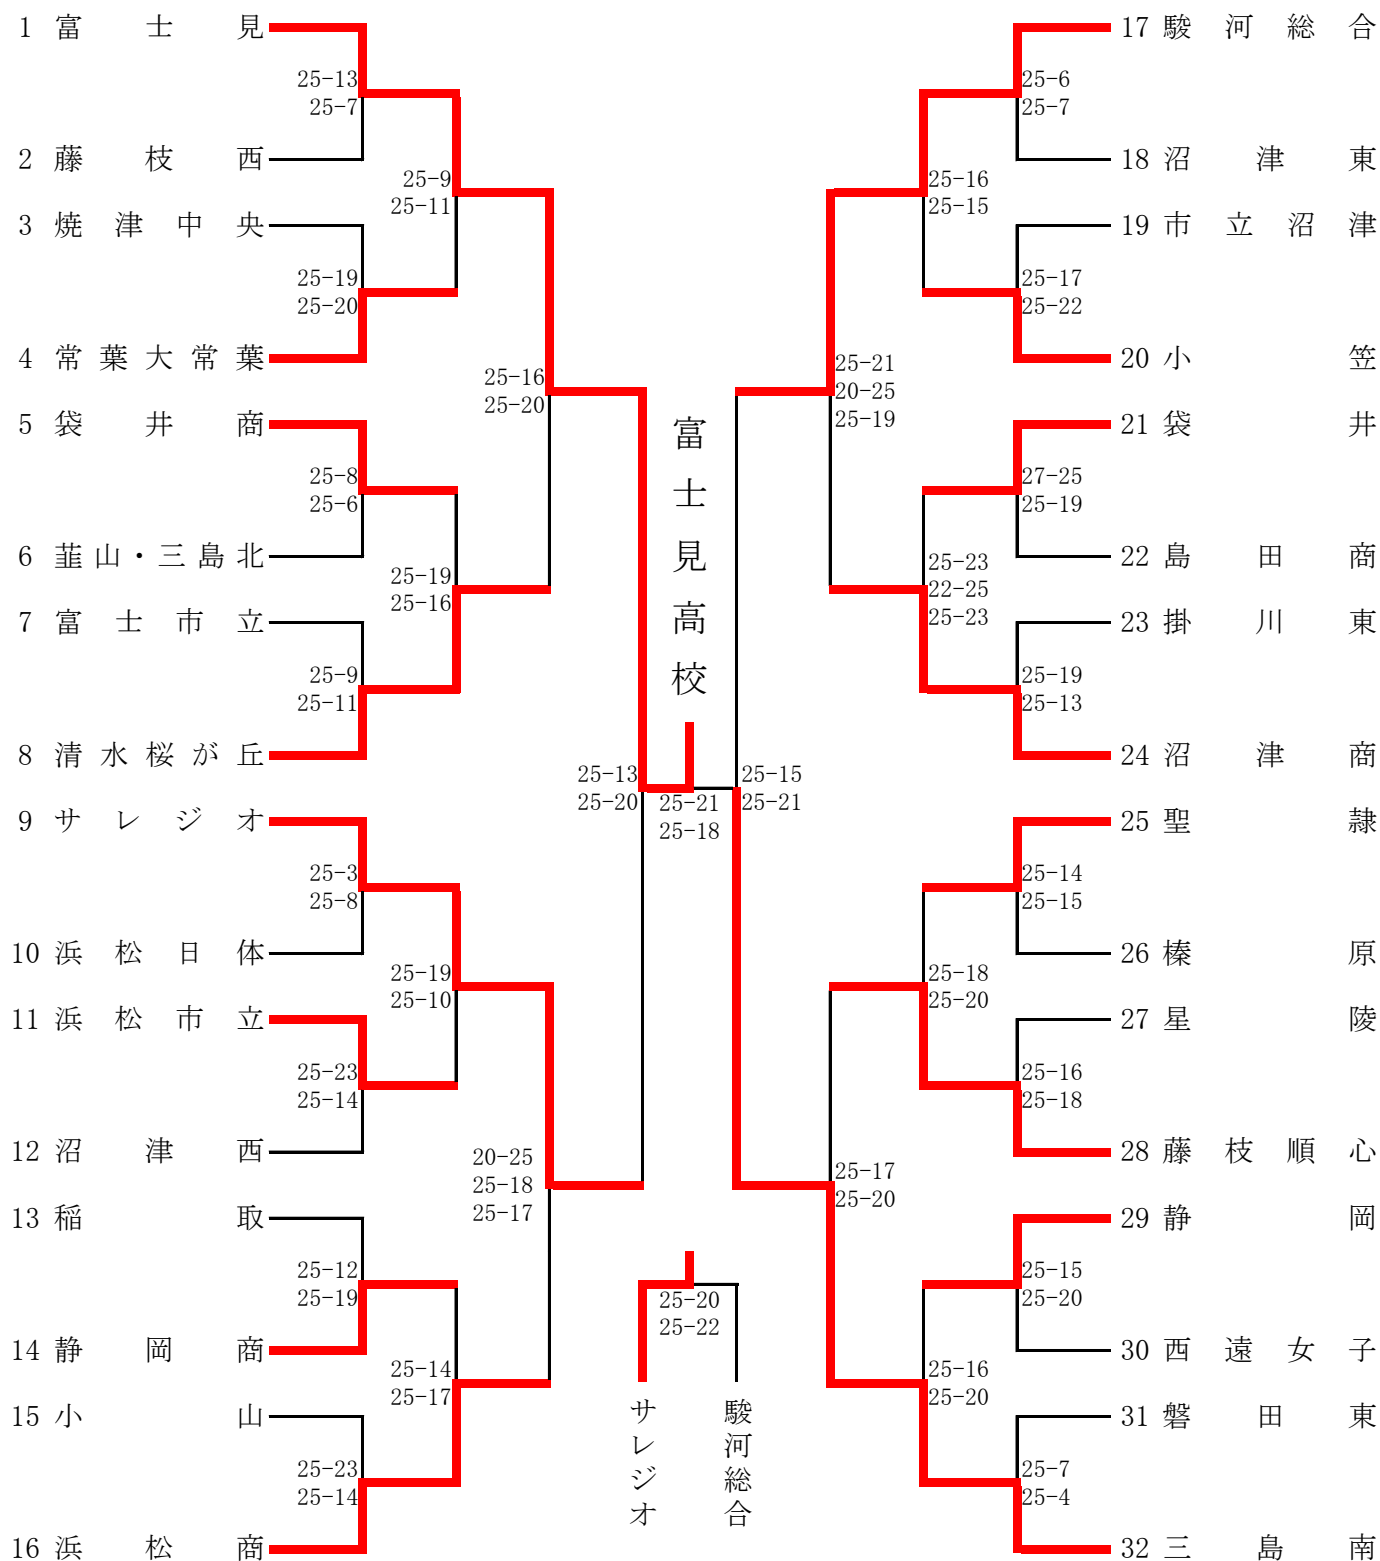 1 富士見
25-13
25-7
2 藤枝西
25-9
25-11
3 焼津中央
25-19
25-20
4 常葉大常葉
25-16
25-20
5 袋井商
25-8
25-6
6 韮山・三島北
25-19
25-16
7 富士市立
25-9
25-11
8 清水桜が丘
25-13
25-20
9 サレジオ
25-3
25-8
10 浜松日体
25-19
25-10
11 浜松市立
25-23
25-14
12 沼津西
20-25
25-18
25-17
13 稲取
25-12
25-19
14 静岡商
25-14
25-17
15 小山
25-23
25-14
16 浜松商
富士見高校
25-21
25-18
25-20
25-22
サレジオ
駿河総合
17 駿河総合
25-6
25-7
18 沼津東
25-16
25-15
19 市立沼津
25-17
25-22
20 小笠
25-21
20-25
25-19
21 袋井
27-25
25-19
22 島田商
25-23
22-25
25-23
23 掛川東
25-19
25-13
24 沼津商
25-15
25-21
25 聖隷
25-14
25-15
26 榛原
25-18
25-20
27 星陵
25-16
25-18
28 藤枝順心
25-17
25-20
29 静岡
25-15
25-20
30 西遠女子
25-16
25-20
31 磐田東
25-7
25-4
32 三島南